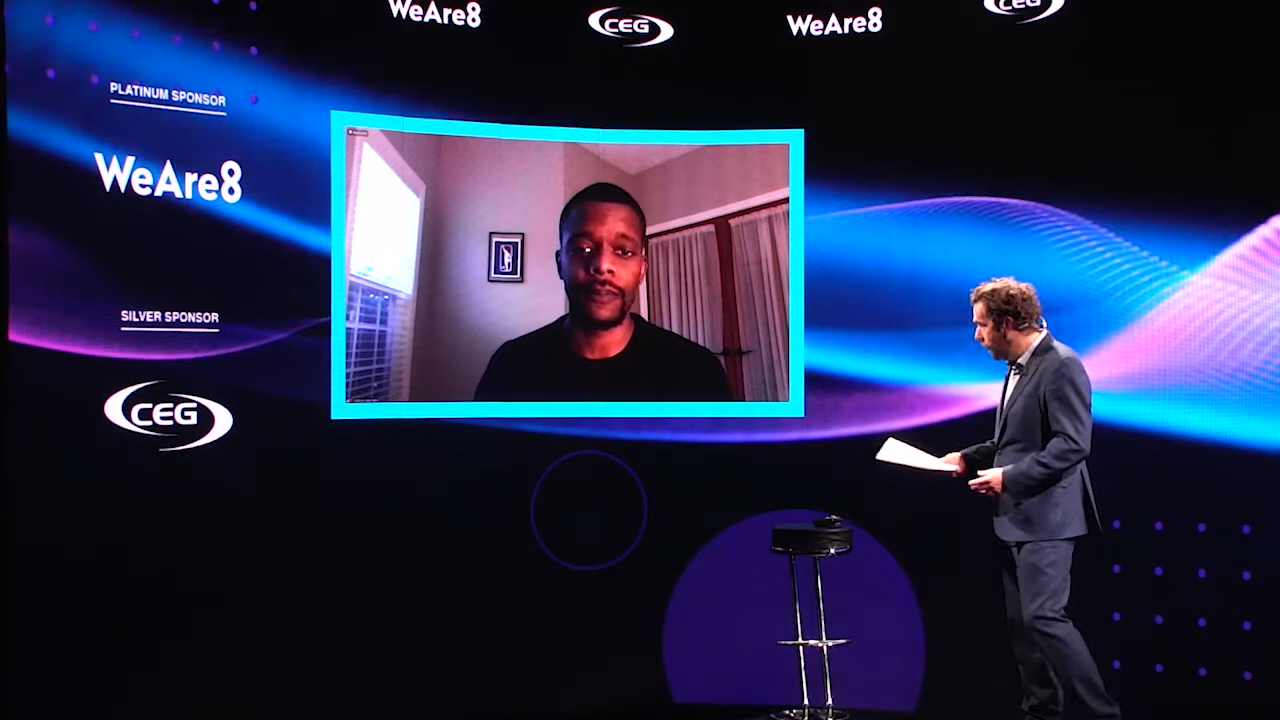 WeAre8
CEG
WeAre8
CEG
PLATINUM SPONSOR
WeAre8
SILVER SPONSOR
CEG